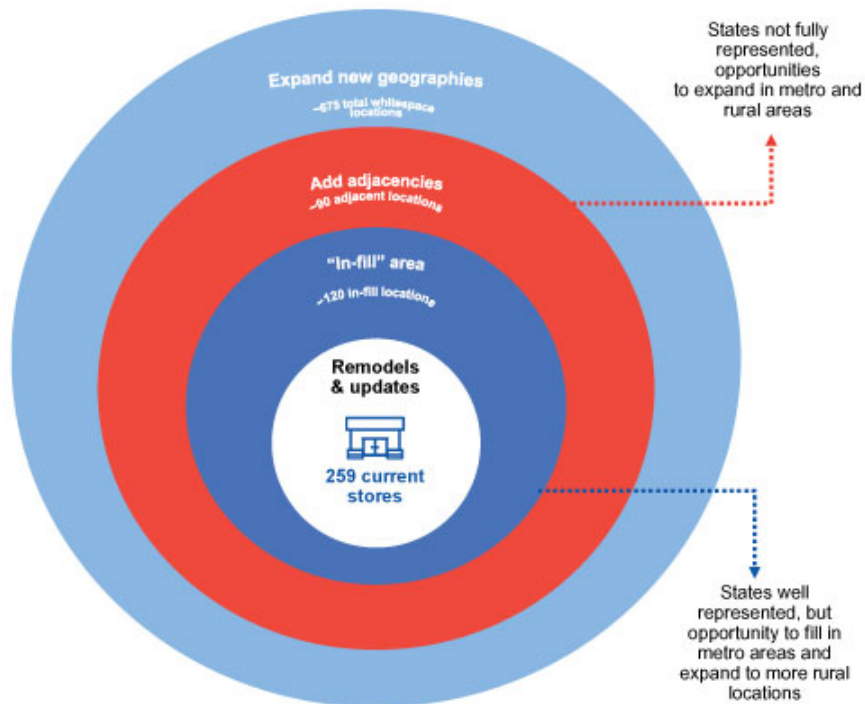 States not fully
represented,
opportunities
to expand in metro and
rural areas
Expand new geographies
~675 total whitespace
locations
Add adjacencies
~90 adjacent locations
“In-fill” area
~120 in-fill locations
Remodels
& updates
259 current
stores
States well
represented, but
opportunity to fill in
metro areas and
expand to more rural
locations